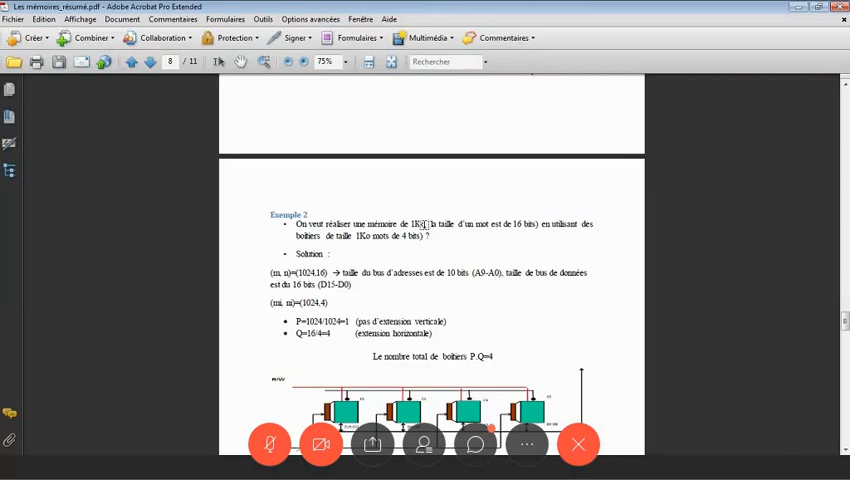 Les mémoires_résumé.pdf - Adobe Acrobat Pro Extended
Fichier Edition Affichage Document Commentaires Formulaires Outils Options avancées Fenêtre Aide
Créer Combiner Collaboration Protection Signer Formulaires Multimédia Commentaires
8 / 11 75% Rechercher
Exemple 2
• On veut réaliser une mémoire de 1K la taille d'un mot est de 16 bits) en utilisant des
boîtiers de taille 1Ko mots de 4 bits) ?
• Solution :
(m, n)=(1024,16) → taille du bus d'adresses est de 10 bits (A9-A0), taille de bus de données
est du 16 bits (D15-D0)
(mi, ni)=(1024,4)
• P=1024/1024=1 (pas d'extension verticale)
• Q=16/4=4 (extension horizontale)
Le nombre total de boîtiers P.Q=4